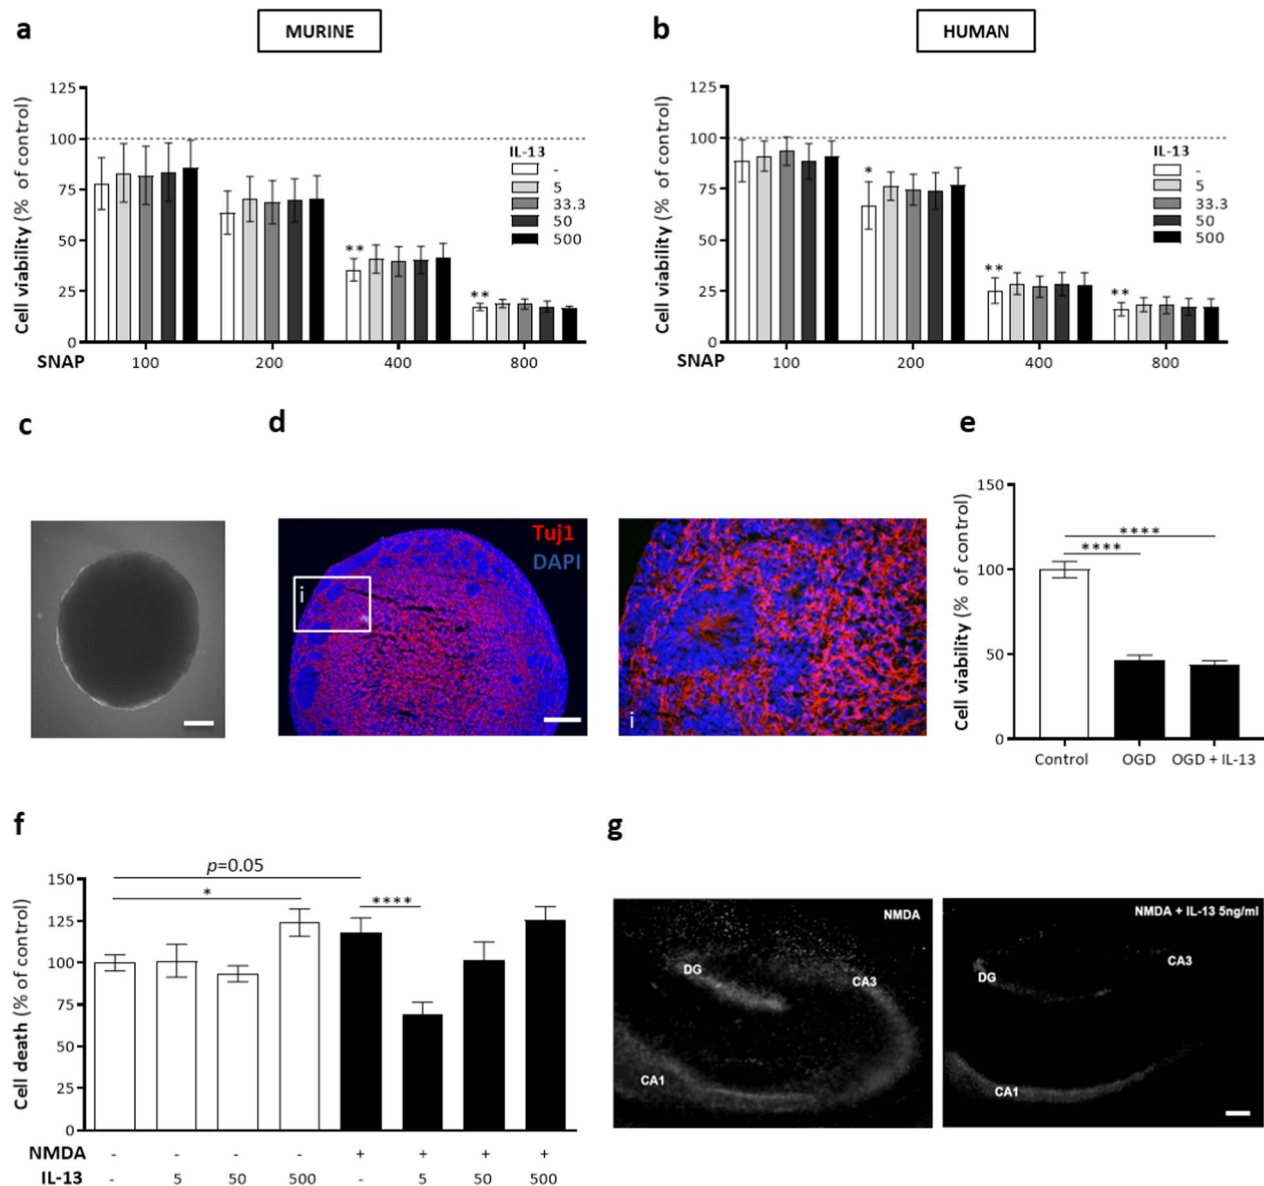 a
MURINE
Cell viability (% of control)
125
100
75
50
25
0
**
**
IL-13
-
5
33.3
50
500
SNAP 100 200 400 800
b
HUMAN
Cell viability (% of control)
125
100
75
50
25
0
*
**
**
IL-13
-
5
33.3
50
500
SNAP 100 200 400 800
c
d
Tuj1
DAPI
i
i
e
Cell viability (% of control)
150
100
50
0
****
****
Control OGD OGD + IL-13
f
Cell death (% of control)
150
125
100
75
50
25
0
p=0.05
*
****
NMDA - - - - + + + +
IL-13 - 5 50 500 - 5 50 500
g
NMDA
DG
CA3
CA1
NMDA + IL-13 5ng/ml
CA3
DG
CA1